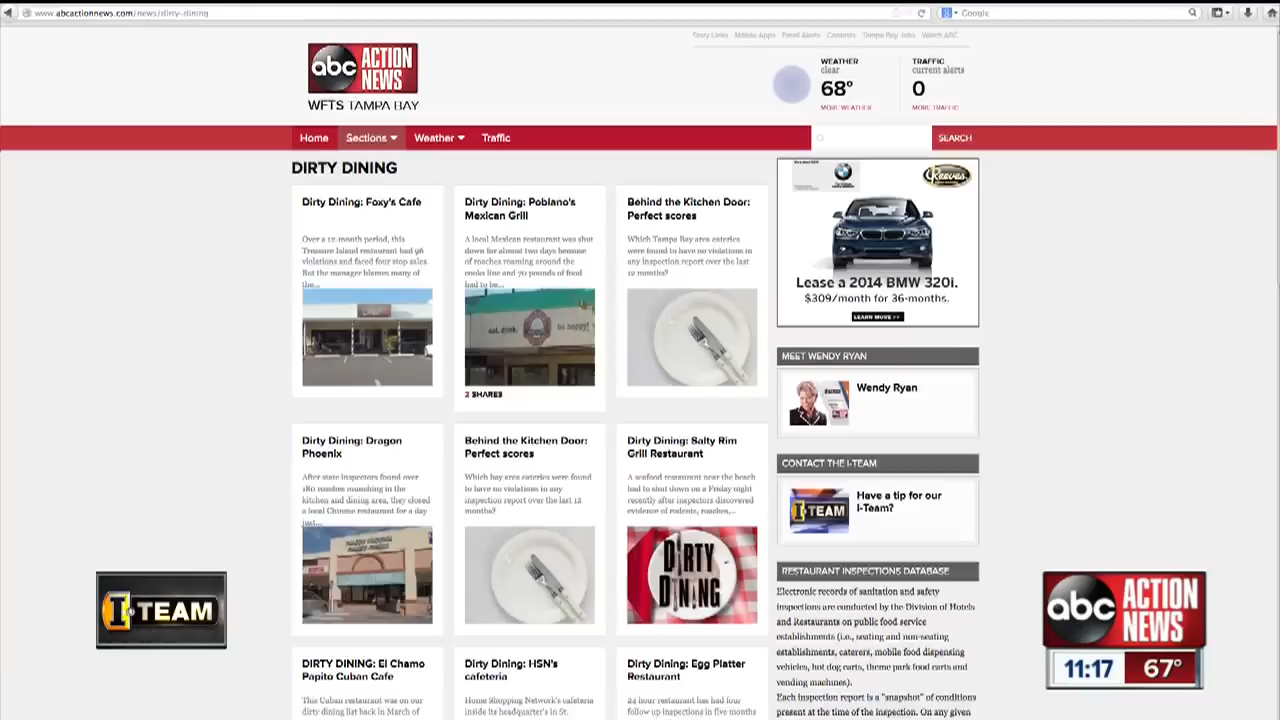 www.abcactionnews.com/news/dirty-dining
Google
Story Links Mobile Apps Email Alerts Contests Tampa Bay Jobs Watch ABC
abc ACTION NEWS
WFTS TAMPA BAY
WEATHER
clear
68°
MORE WEATHER
TRAFFIC
current alerts
0
MORE TRAFFIC
Home Sections Weather Traffic
SEARCH
DIRTY DINING
Dirty Dining: Foxy's Cafe
Over a 12-month period, this
Treasure Island restaurant had 96
violations and faced four stop sales.
But the manager blames many of
the...
Dirty Dining: Poblano's
Mexican Grill
A local Mexican restaurant was shut
down for almost two days because
of roaches roaming around the
cooks line and 70 pounds of food
had to be...
eat. drink. be happy!
2 SHARES
Behind the Kitchen Door:
Perfect scores
Which Tampa Bay area eateries
were found to have no violations in
any inspection report over the last
12 months?
Dirty Dining: Dragon
Phoenix
After state inspectors found over
180 roaches munching in the
kitchen and dining area, they closed
a local Chinese restaurant for a day
just...
Behind the Kitchen Door:
Perfect scores
Which bay area eateries were found
to have no violations in any
inspection report over the last 12
months?
Dirty Dining: Salty Rim
Grill Restaurant
A seafood restaurant near the beach
had to shut down on a Friday night
recently after inspectors discovered
evidence of rodents, roaches,...
DIRTY
DINING
DIRTY DINING: El Chamo
Papito Cuban Cafe
This Cuban restaurant was on our
dirty dining list back in March of
Dirty Dining: HSN's
cafeteria
Home Shopping Network's cafeteria
inside its headquarter's in St.
Dirty Dining: Egg Platter
Restaurant
24 hour restaurant has had four
follow up inspections in five months
Reeves
Lease a 2014 BMW 320i.
$309/month for 36-months.
LEARN MORE >>
MEET WENDY RYAN
Wendy Ryan
CONTACT THE I-TEAM
I-TEAM
Have a tip for our
I-Team?
RESTAURANT INSPECTIONS DATABASE
Electronic records of sanitation and safety
inspections are conducted by the Division of Hotels
and Restaurants on public food service
establishments (i.e., seating and non-seating
establishments, caterers, mobile food dispensing
vehicles, hot dog carts, theme park food carts and
vending machines).
Each inspection report is a "snapshot" of conditions
present at the time of the inspection. On any given
I-TEAM
abc ACTION NEWS
11:17 67°